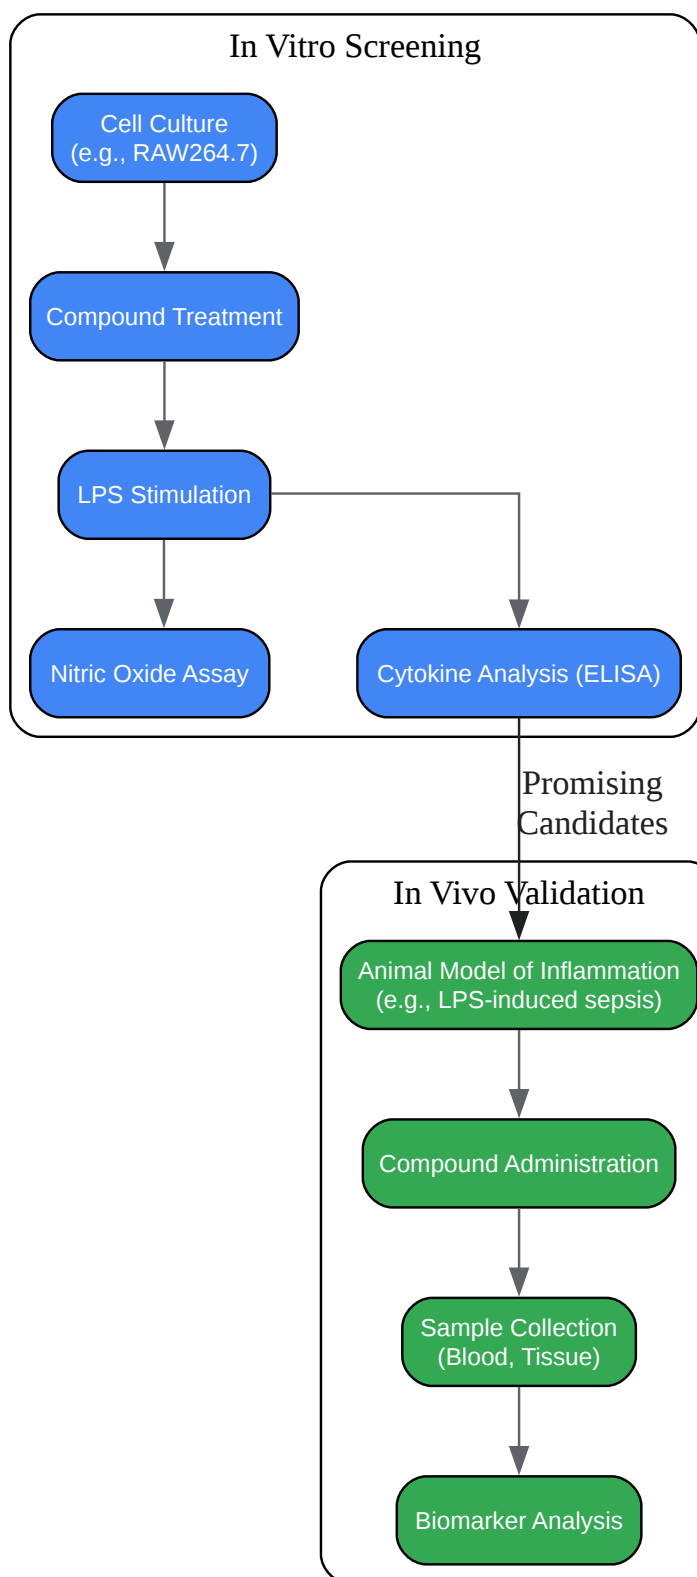 In Vitro Screening
Cell Culture
(e.g., RAW264.7)
Compound Treatment
LPS Stimulation
Nitric Oxide Assay
Cytokine Analysis (ELISA)
Promising
Candidates
In Vivo Validation
Animal Model of Inflammation
(e.g., LPS-induced sepsis)
Compound Administration
Sample Collection
(Blood, Tissue)
Biomarker Analysis